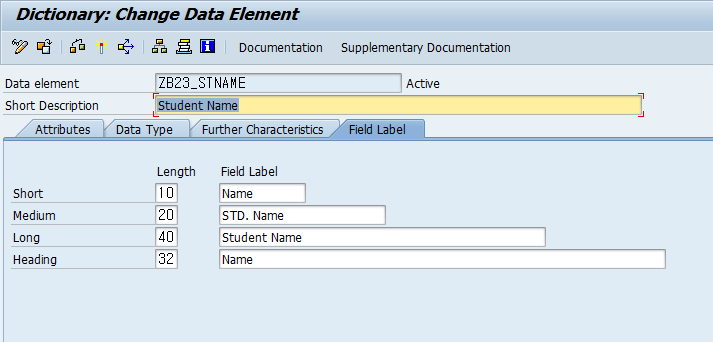 Dictionary: Change Data Element
Documentation Supplementary Documentation
Data element ZB23_STNAME Active
Short Description Student Name
Attributes Data Type Further Characteristics Field Label
Length Field Label
Short 10 Name
Medium 20 STD. Name
Long 40 Student Name
Heading 32 Name